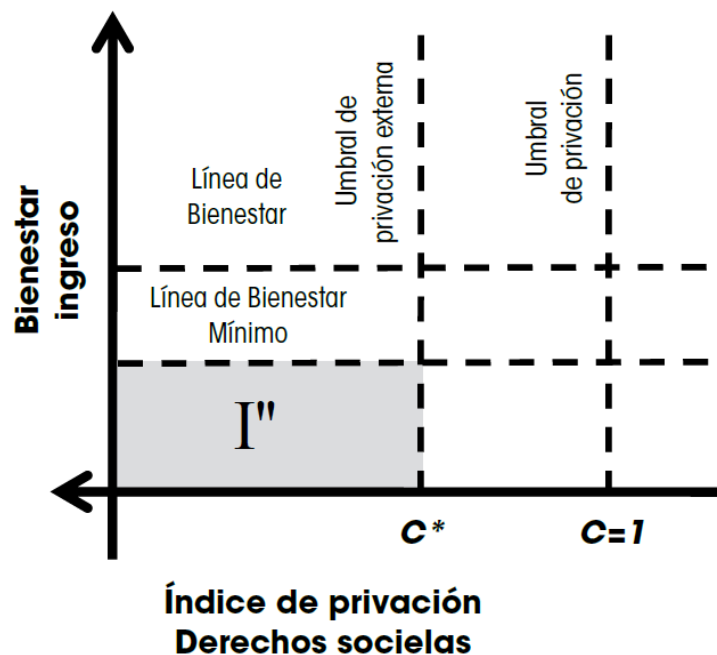 Bienestar
ingreso
Línea de
Bienestar
Umbral de
privación externa
Umbral
de privación
Línea de Bienestar
Mínimo
I"
C*
C=1
Índice de privación
Derechos socielas